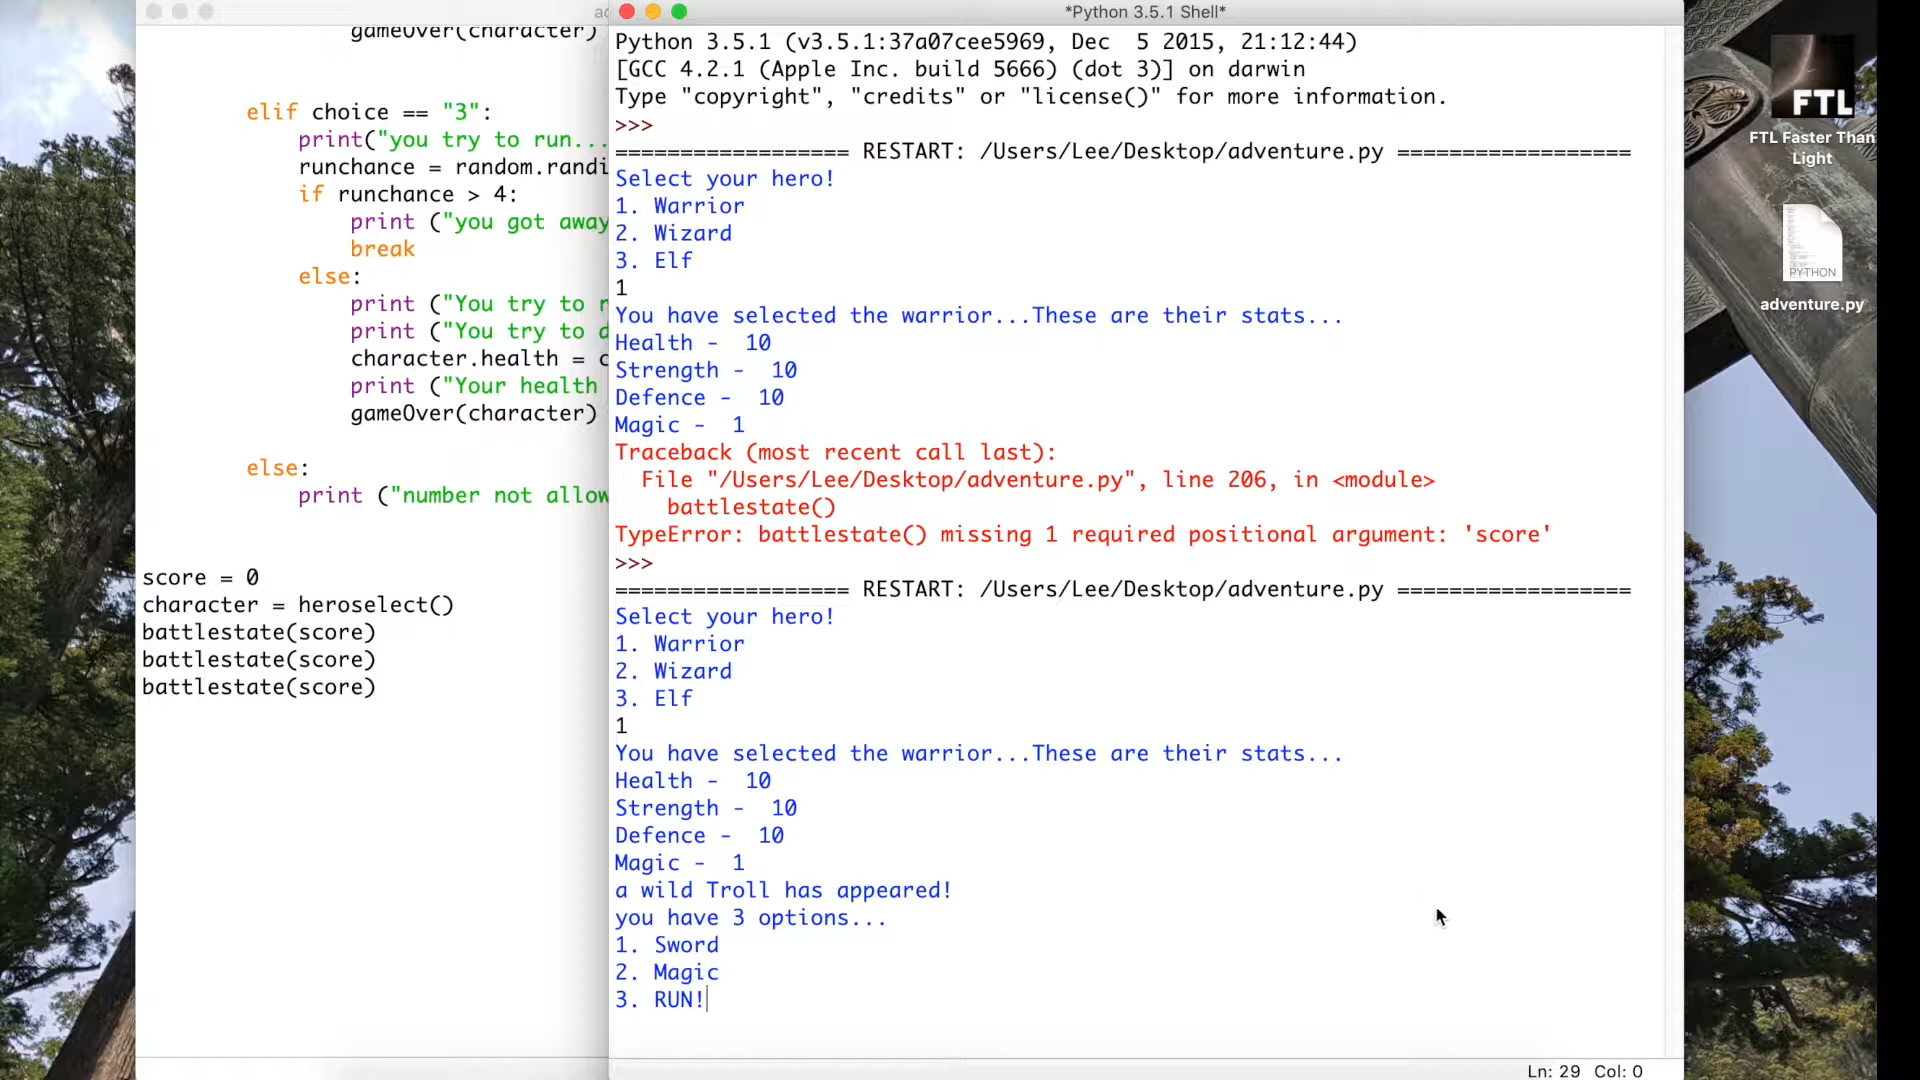 *Python 3.5.1 Shell*
gameOver(character)
elif choice == "3":
print("you try to run...
runchance = random.randi
if runchance > 4:
print ("you got away
break
else:
print ("You try to r
print ("You try to d
character.health = c
print ("Your health
gameOver(character)
else:
print ("number not allow
score = 0
character = heroselect()
battlestate(score)
battlestate(score)
battlestate(score)
Python 3.5.1 (v3.5.1:37a07cee5969, Dec  5 2015, 21:12:44)
[GCC 4.2.1 (Apple Inc. build 5666) (dot 3)] on darwin
Type "copyright", "credits" or "license()" for more information.
>>>
================== RESTART: /Users/Lee/Desktop/adventure.py ==================
Select your hero!
1. Warrior
2. Wizard
3. Elf
1
You have selected the warrior...These are their stats...
Health -  10
Strength -  10
Defence -  10
Magic -  1
Traceback (most recent call last):
File "/Users/Lee/Desktop/adventure.py", line 206, in <module>
battlestate()
TypeError: battlestate() missing 1 required positional argument: 'score'
>>>
================== RESTART: /Users/Lee/Desktop/adventure.py ==================
Select your hero!
1. Warrior
2. Wizard
3. Elf
1
You have selected the warrior...These are their stats...
Health -  10
Strength -  10
Defence -  10
Magic -  1
a wild Troll has appeared!
you have 3 options...
1. Sword
2. Magic
3. RUN!
Ln: 29 Col: 0
FTL
FTL Faster Than
Light
PYTHON
adventure.py